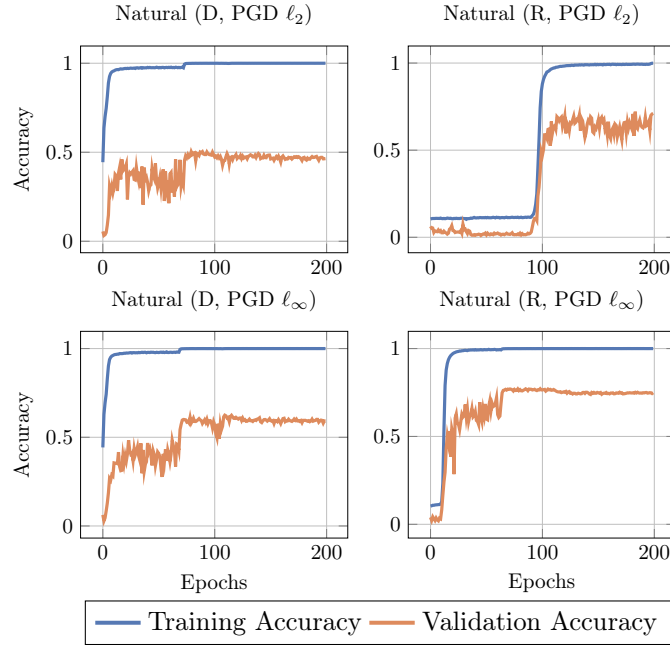 Natural (D, PGD ℓ₂)
Natural (R, PGD ℓ₂)
Accuracy
1
0.5
0
0
100
200
1
0.5
0
0
100
200
Natural (D, PGD ℓ∞)
Natural (R, PGD ℓ∞)
Accuracy
1
0.5
0
0
100
200
Epochs
1
0.5
0
0
100
200
Epochs
Training Accuracy
Validation Accuracy